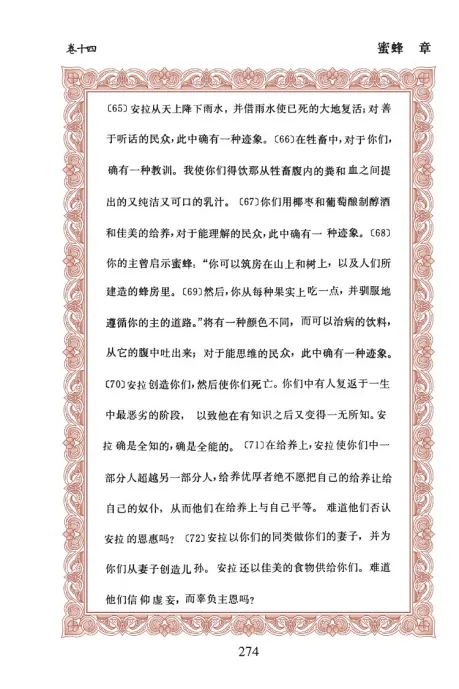 卷十四
蜜蜂 章
〔65〕安拉从天上降下雨水，并借雨水使已死的大地复活；对善
于听话的民众，此中确有一种迹象。〔66〕在牲畜中，对于你们，
确有一种教训。我使你们得饮那从牲畜腹内的粪和血之间提
出的又纯洁又可口的乳汁。〔67〕你们用椰枣和葡萄酿制醇酒
和佳美的给养，对于能理解的民众，此中确有一种迹象。〔68〕
你的主曾启示蜜蜂：“你可以筑房在山上和树上，以及人们所
建造的蜂房里。〔69〕然后，你从每种果实上吃一点，并驯服地
遵循你的主的道路。”将有一种颜色不同，而可以治病的饮料，
从它的腹中吐出来；对于能思维的民众，此中确有一种迹象。
〔70〕安拉创造你们，然后使你们死亡。你们中有人复返于一生
中最恶劣的阶段，以致他在有知识之后又变得一无所知。安
拉确是全知的，确是全能的。〔71〕在给养上，安拉使你们中一
部分人超越另一部分人，给养优厚者绝不愿把自己的给养让给
自己的奴仆，从而他们在给养上与自己平等。难道他们否认
安拉的恩惠吗？〔72〕安拉以你们的同类做你们的妻子，并为
你们从妻子创造儿孙。安拉还以佳美的食物供给你们。难道
他们信仰虚妄，而辜负主恩吗？
274